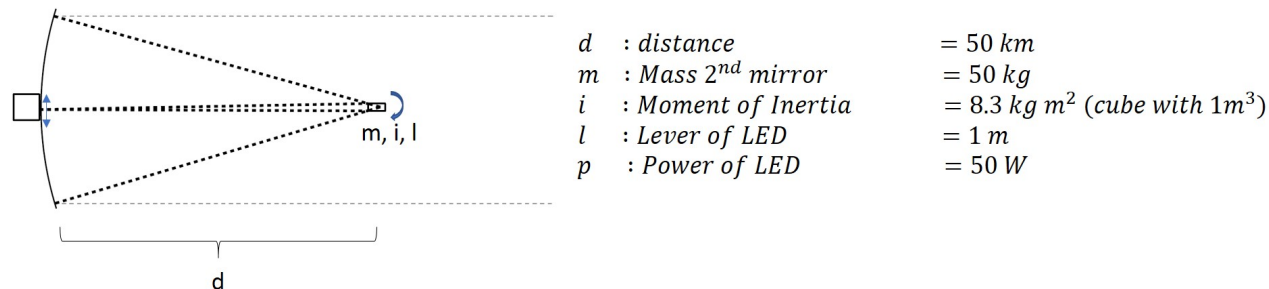 m, i, l
d
d : distance = 50 km
m : Mass 2ⁿᵈ mirror = 50 kg
i : Moment of Inertia = 8.3 kg m² (cube with 1m³)
l : Lever of LED = 1 m
p : Power of LED = 50 W